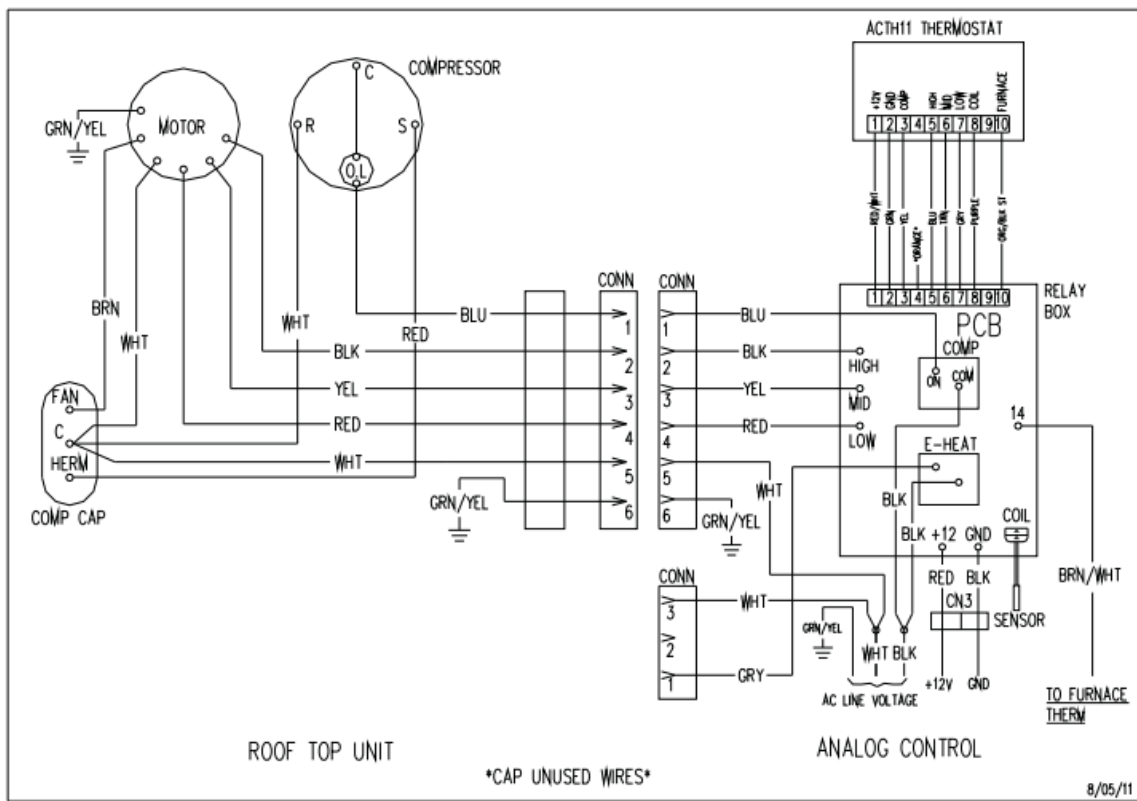 ACTH11 THERMOSTAT
+12V GND COMP HIGH MID LOW COIL FURNACE
1 2 3 4 5 6 7 8 9 10
RED/WHT GRN YEL *ORANGE* BLU TAN GRY PURPLE ORG/BLK ST
1 2 3 4 5 6 7 8 9 10
RELAY
BOX
PCB
COMP
ON COM
HIGH
MID
LOW
14
E-HEAT
BLK
BLK +12 GND
COIL
RED BLK
CN3
SENSOR
+12V GND
BRN/WHT
TO FURNACE
THERM
MOTOR
GRN/YEL
COMPRESSOR
C
R S
O.L
BRN
WHT
WHT
RED
FAN
C
HERM
COMP CAP
BLU
BLK
YEL
RED
WHT
GRN/YEL
CONN
1
2
3
4
5
6
CONN
1
2
3
4
5
6
BLU
BLK
YEL
RED
WHT
GRN/YEL
CONN
3
2
1
WHT
GRY
GRN/YEL
WHT BLK
AC LINE VOLTAGE
ROOF TOP UNIT
ANALOG CONTROL
*CAP UNUSED WIRES*
8/05/11